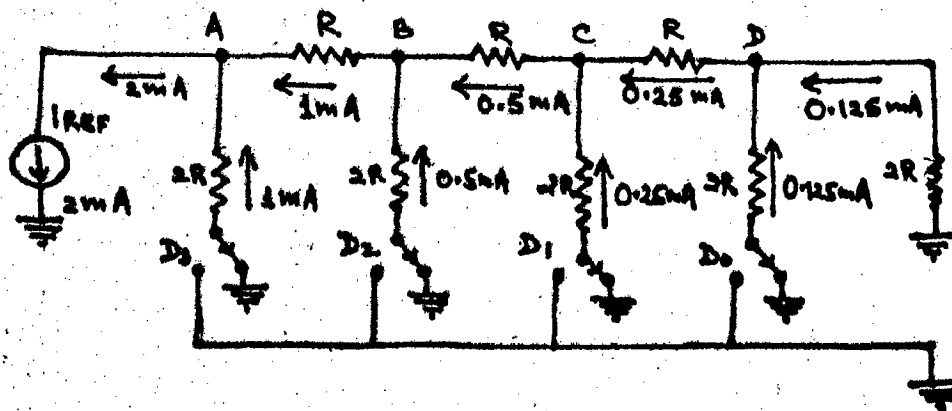 A R B R C R D
2mA 1mA 0.5mA 0.25mA 0.125mA
IREF
2mA
2R 1mA 2R 0.5mA 2R 0.25mA 2R 0.125mA 2R
D3 D2 D1 D0